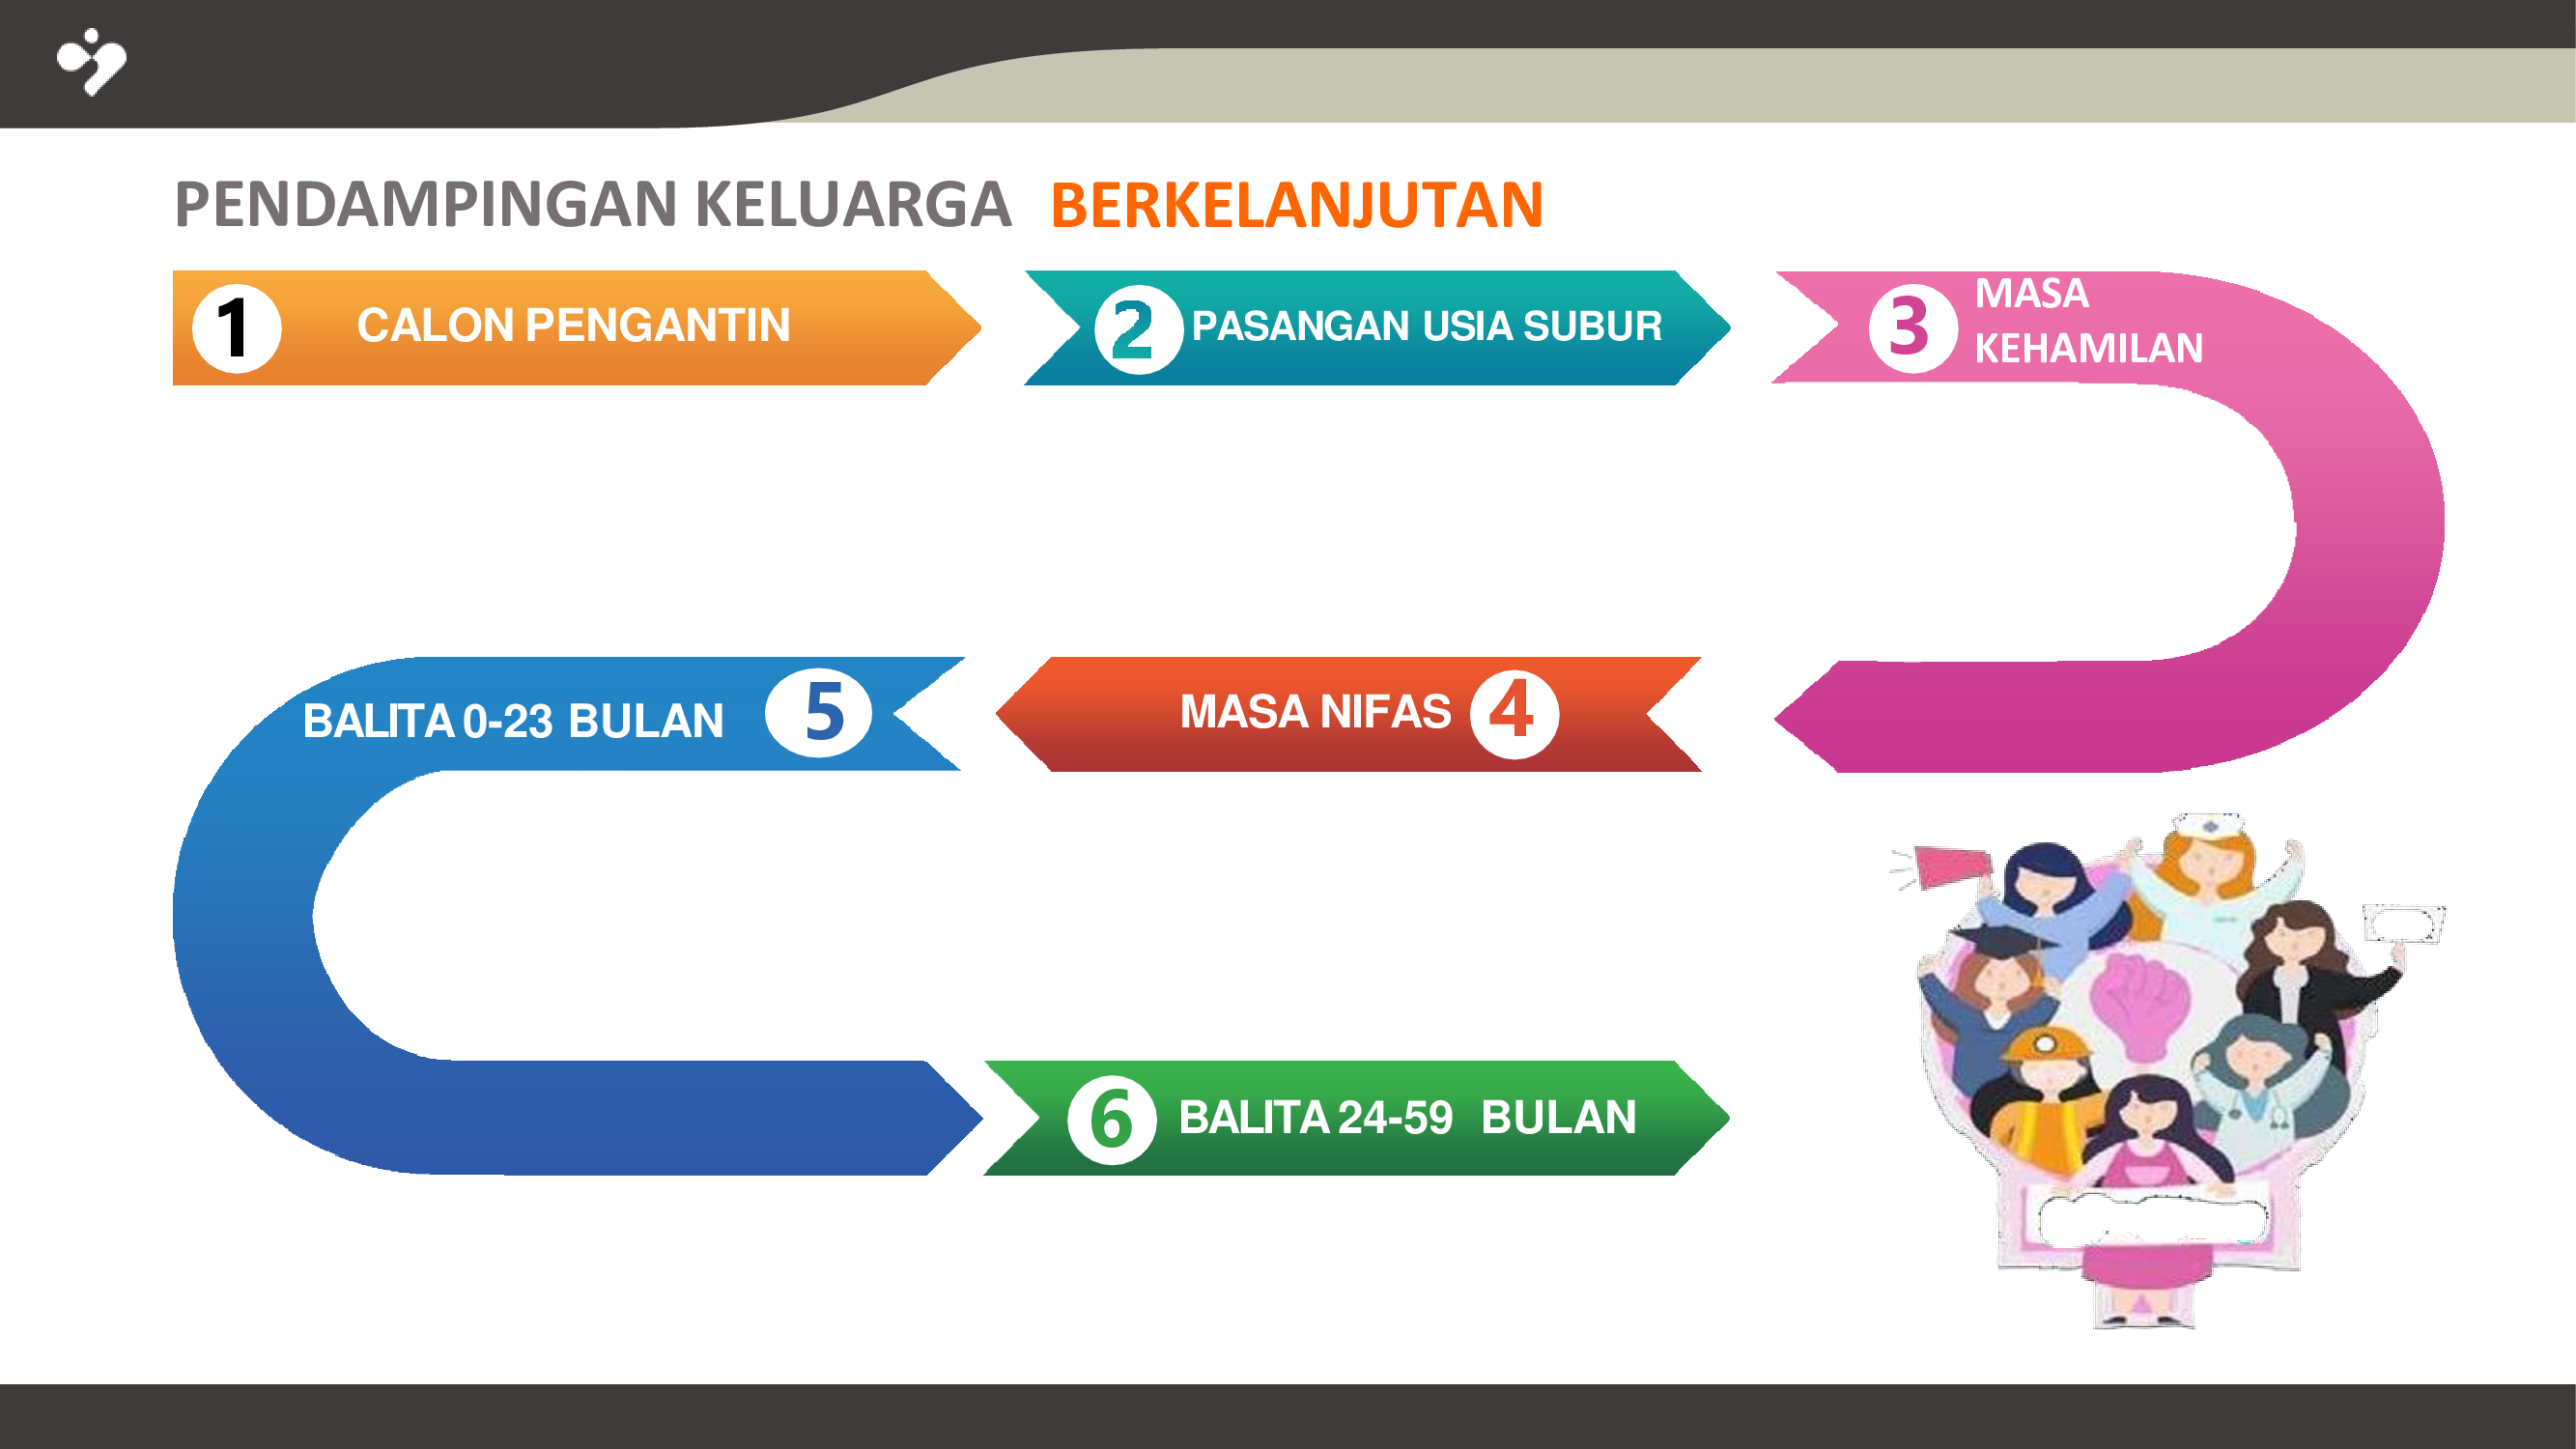 PENDAMPINGAN KELUARGA BERKELANJUTAN
1 CALON PENGANTIN
2 PASANGAN USIA SUBUR
3 MASA
KEHAMILAN
4 MASA NIFAS
5 BALITA 0-23 BULAN
6 BALITA 24-59 BULAN